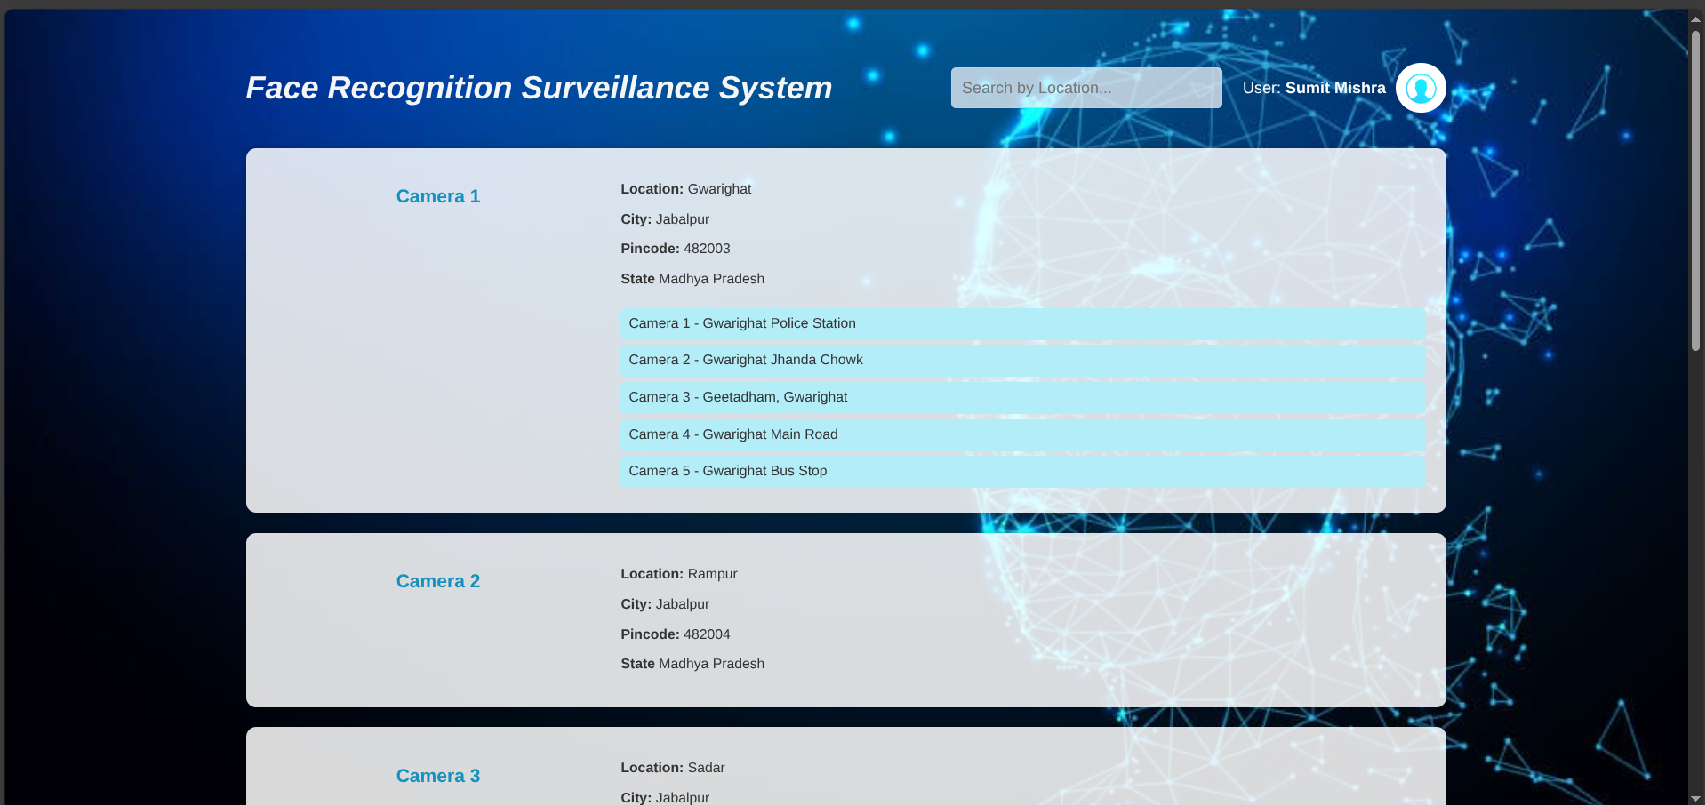 Face Recognition Surveillance System
Search by Location...
User: Sumit Mishra
Camera 1
Location: Gwarighat
City: Jabalpur
Pincode: 482003
State Madhya Pradesh
Camera 1 - Gwarighat Police Station
Camera 2 - Gwarighat Jhanda Chowk
Camera 3 - Geetadham, Gwarighat
Camera 4 - Gwarighat Main Road
Camera 5 - Gwarighat Bus Stop
Camera 2
Location: Rampur
City: Jabalpur
Pincode: 482004
State Madhya Pradesh
Camera 3
Location: Sadar
City: Jabalpur